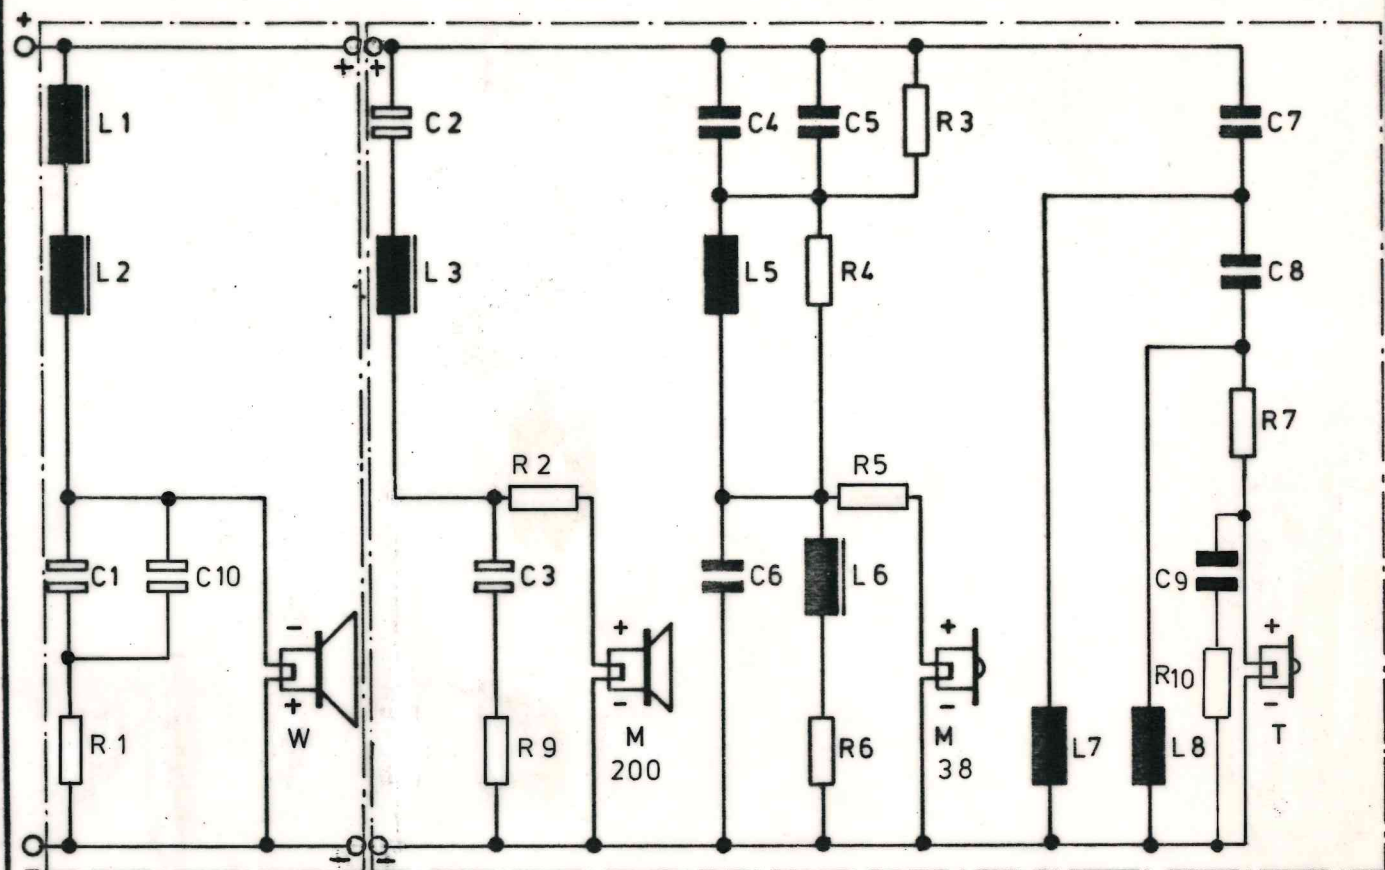 +
+ +
L1 C2 C4 C5 R3 C7
L2 L3 L5 R4 C8
R7
R2 R5
C1 C10 C3 C6 L6 C9
- + + +
R10
+ - - -
R1 W R9 M R6 M L7 L8 T
200 38
- -